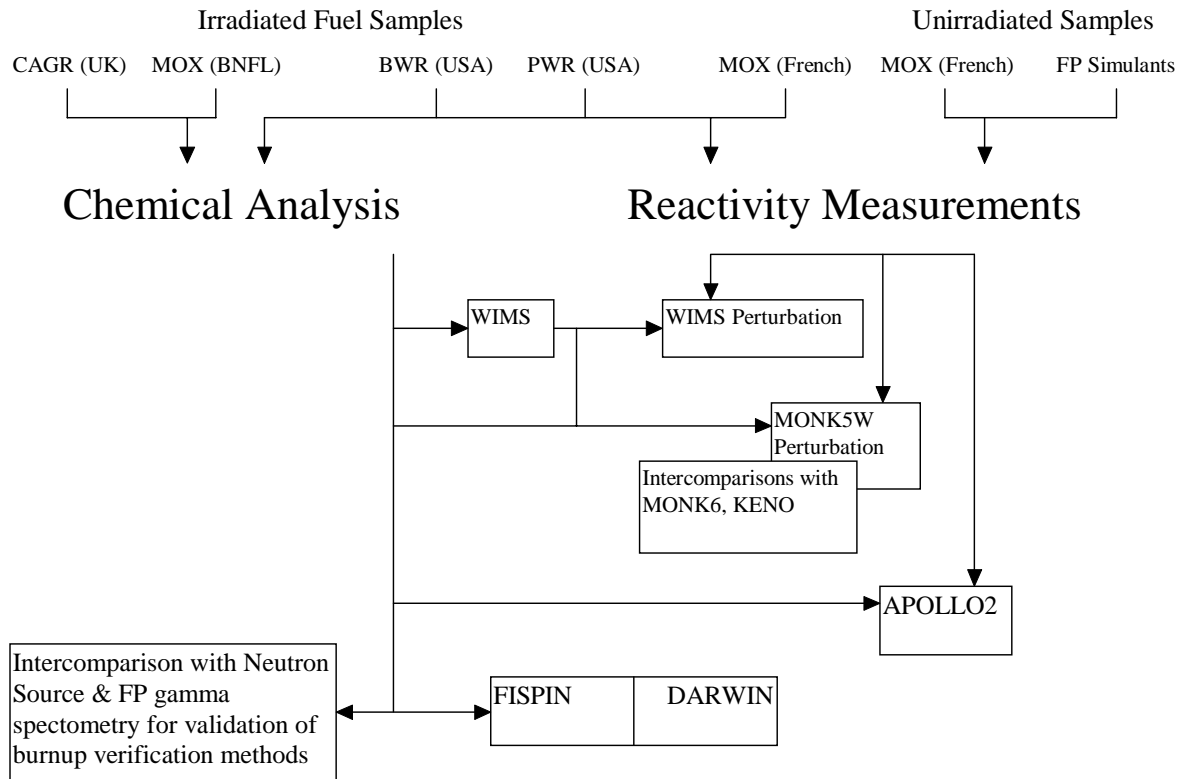 Irradiated Fuel Samples
Unirradiated Samples
CAGR (UK)
MOX (BNFL)
BWR (USA)
PWR (USA)
MOX (French)
MOX (French)
FP Simulants
Chemical Analysis
Reactivity Measurements
WIMS
WIMS Perturbation
MONK5W
Perturbation
Intercomparisons with
MONK6, KENO
APOLLO2
Intercomparison with Neutron
Source & FP gamma
spectometry for validation of
burnup verification methods
FISPIN
DARWIN